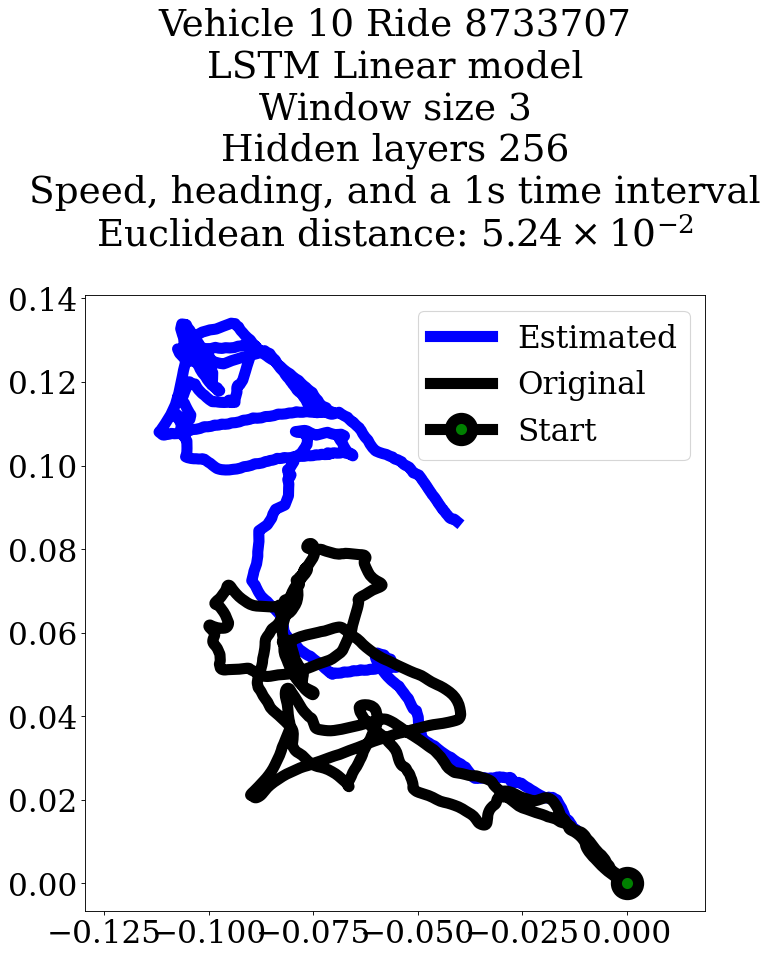 Vehicle 10 Ride 8733707
LSTM Linear model
Window size 3
Hidden layers 256
Speed, heading, and a 1s time interval
Euclidean distance: 5.24 × 10⁻²
Estimated
Original
Start
0.14
0.12
0.10
0.08
0.06
0.04
0.02
0.00
−0.125 −0.100 −0.075 −0.050 −0.025 0.000